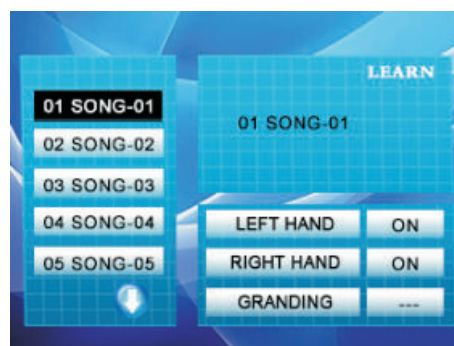 LEARN
01 SONG-01
02 SONG-02
03 SONG-03
04 SONG-04
05 SONG-05
01 SONG-01
LEFT HAND ON
RIGHT HAND ON
GRANDING ---